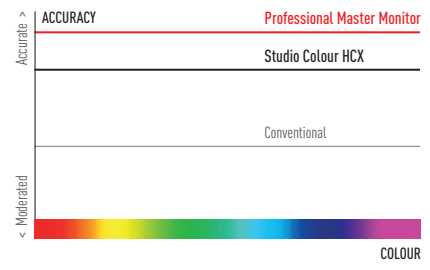 ACCURACY
Professional Master Monitor
Accurate >
Studio Colour HCX
Conventional
< Moderated
COLOUR